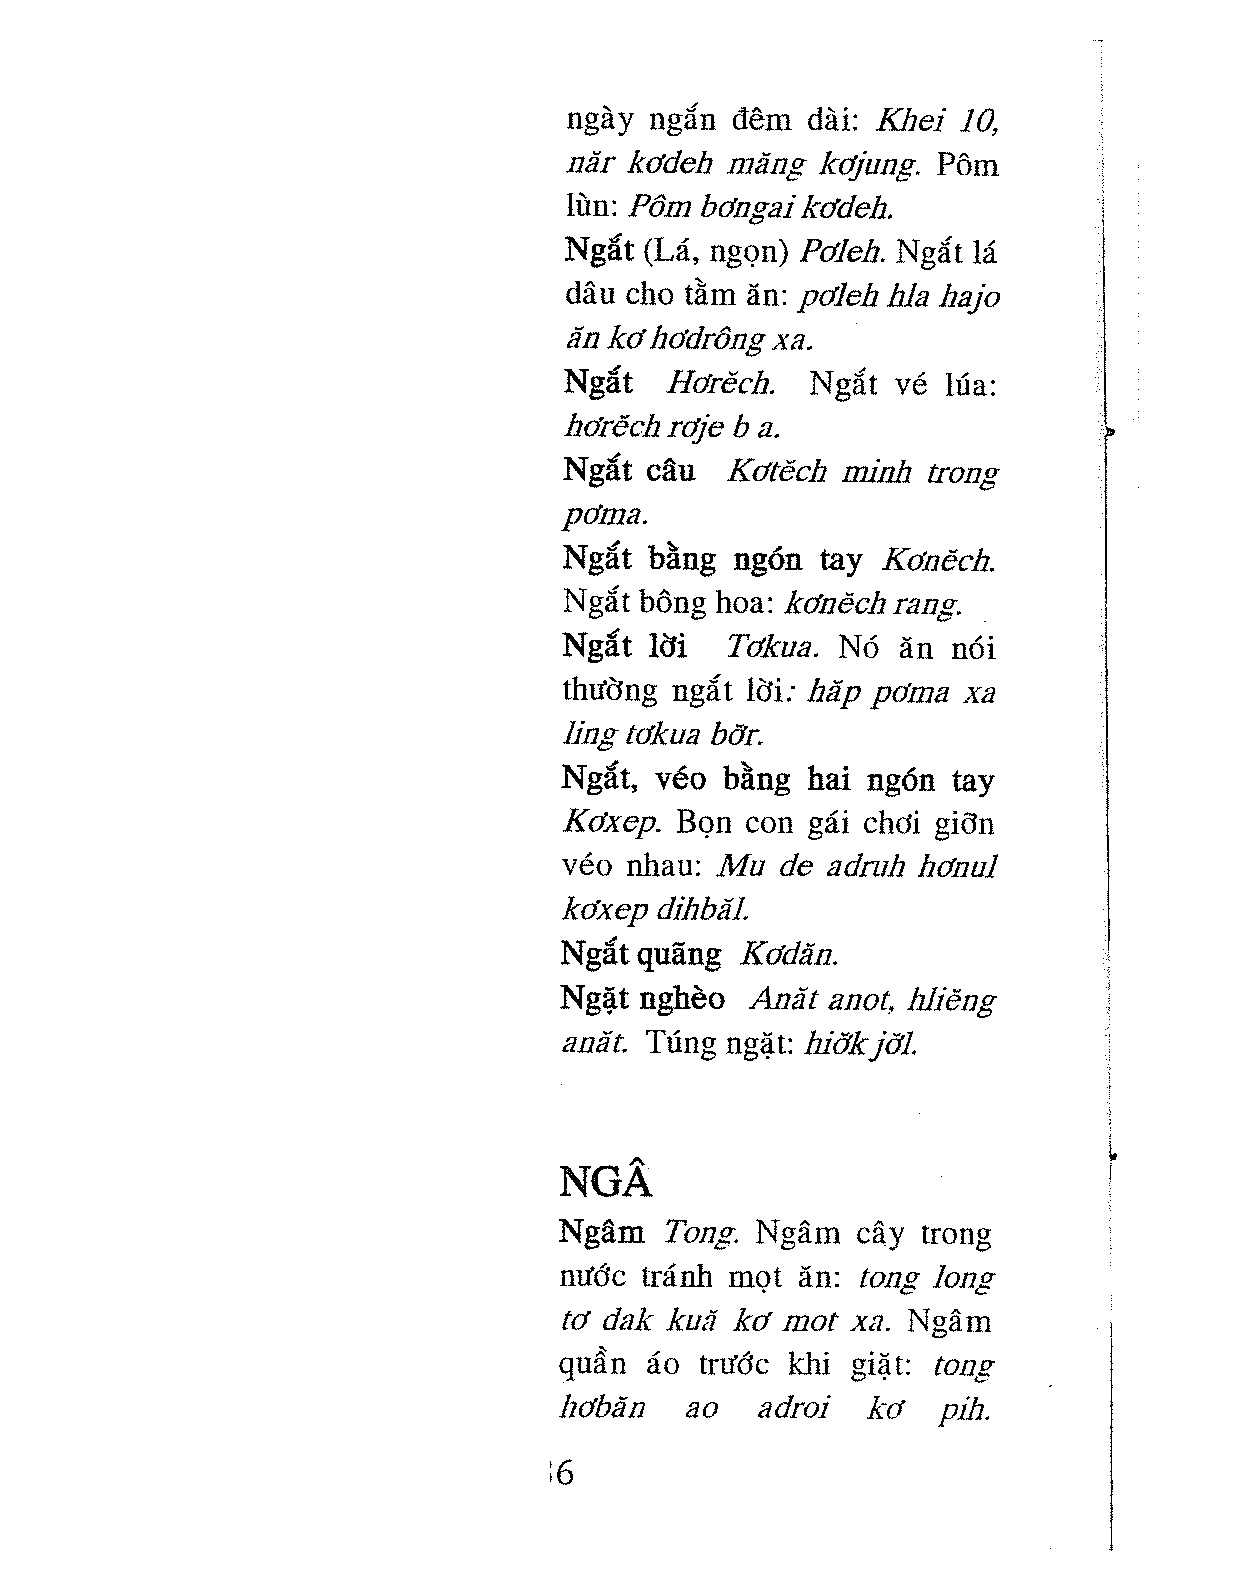 ngày ngắn đêm dài: Khei 10,
năr kơdeh măng kơjung. Pôm
lùn: Pôm bơngai kơdeh.
Ngắt (Lá, ngọn) Pơleh. Ngắt lá
dâu cho tằm ăn: pơleh hla hajo
ăn kơ hơdrông xa.
Ngắt Hơrĕch. Ngắt vé lúa:
hơrĕch rơje b a.
Ngắt câu Kơtĕch minh trong
pơma.
Ngắt bằng ngón tay Kơnĕch.
Ngắt bông hoa: kơnĕch rang.
Ngắt lời Tơkua. Nó ăn nói
thường ngắt lời: hăp pơma xa
ling tơkua bơ̆r.
Ngắt, véo bằng hai ngón tay
Kơxep. Bọn con gái chơi giỡn
véo nhau: Mu de adruh hơnul
kơxep dihbăl.
Ngắt quãng Kơdăn.
Ngặt nghèo Anăt anot, hliĕng
anăt. Túng ngặt: hiơ̆k jơ̆l.
NGÂ
Ngâm Tong. Ngâm cây trong
nước tránh mọt ăn: tong long
tơ dak kuă kơ mot xa. Ngâm
quần áo trước khi giặt: tong
hơbăn ao adroi kơ pih.
6